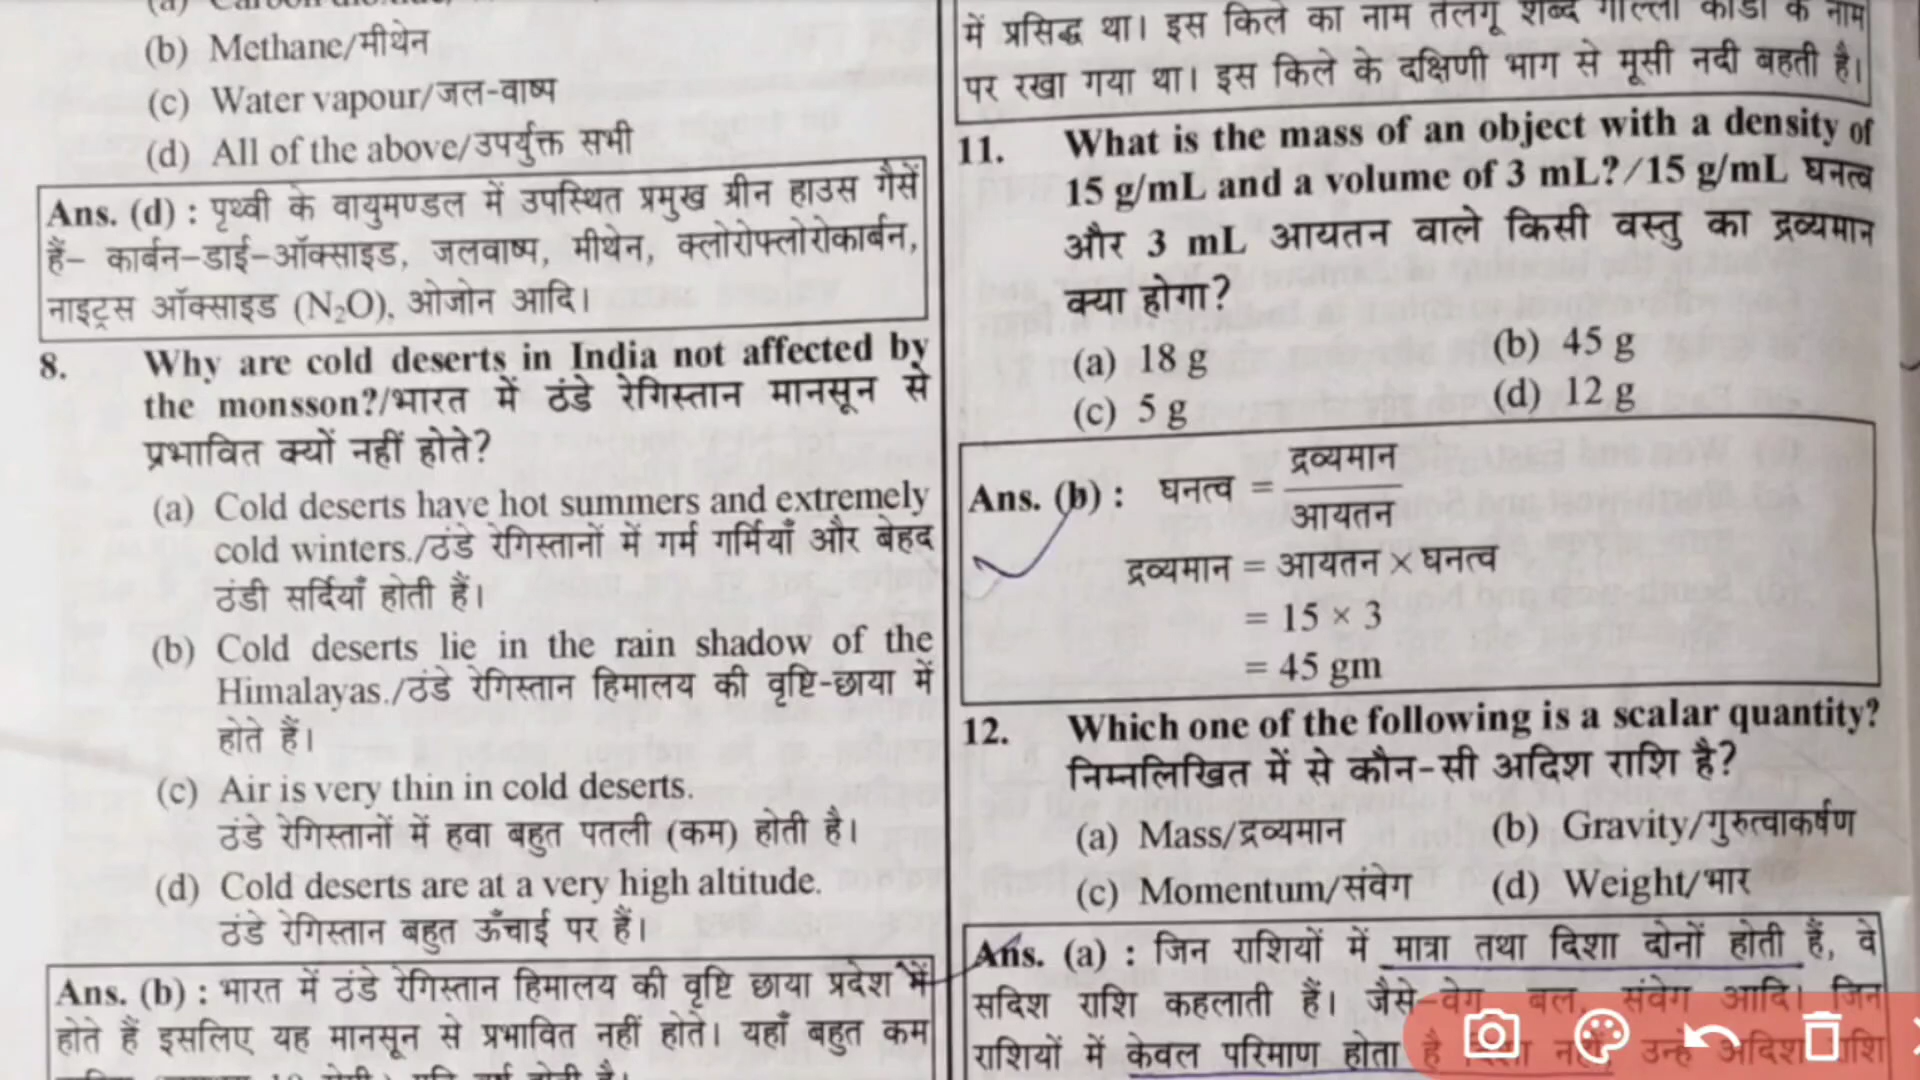 (b) Methane/मीथेन
(c) Water vapour/जल-वाष्प
(d) All of the above/उपर्युक्त सभी
Ans. (d) : पृथ्वी के वायुमण्डल में उपस्थित प्रमुख ग्रीन हाउस गैसें
हैं– कार्बन-डाई-ऑक्साइड, जलवाष्प, मीथेन, क्लोरोफ्लोरोकार्बन,
नाइट्रस ऑक्साइड (N₂O), ओजोन आदि।
8. Why are cold deserts in India not affected by
the monsson?/भारत में ठंडे रेगिस्तान मानसून से
प्रभावित क्यों नहीं होते?
(a) Cold deserts have hot summers and extremely
cold winters./ठंडे रेगिस्तानों में गर्म गर्मियाँ और बेहद
ठंडी सर्दियाँ होती हैं।
(b) Cold deserts lie in the rain shadow of the
Himalayas./ठंडे रेगिस्तान हिमालय की वृष्टि-छाया में
होते हैं।
(c) Air is very thin in cold deserts.
ठंडे रेगिस्तानों में हवा बहुत पतली (कम) होती है।
(d) Cold deserts are at a very high altitude.
ठंडे रेगिस्तान बहुत ऊँचाई पर हैं।
Ans. (b) : भारत में ठंडे रेगिस्तान हिमालय की वृष्टि छाया प्रदेश में
होते हैं इसलिए यह मानसून से प्रभावित नहीं होते। यहाँ बहुत कम
में प्रसिद्ध था। इस किले का नाम तेलगू शब्द गोल्ला कोंडा के नाम
पर रखा गया था। इस किले के दक्षिणी भाग से मूसी नदी बहती है।
11. What is the mass of an object with a density of
15 g/mL and a volume of 3 mL?/15 g/mL घनत्व
और 3 mL आयतन वाले किसी वस्तु का द्रव्यमान
क्या होगा?
(a) 18 g (b) 45 g
(c) 5 g (d) 12 g
Ans. (b) : घनत्व = द्रव्यमान
आयतन
द्रव्यमान = आयतन × घनत्व
= 15 × 3
= 45 gm
12. Which one of the following is a scalar quantity?
निम्नलिखित में से कौन-सी अदिश राशि है?
(a) Mass/द्रव्यमान (b) Gravity/गुरुत्वाकर्षण
(c) Momentum/संवेग (d) Weight/भार
Ans. (a) : जिन राशियों में मात्रा तथा दिशा दोनों होती हैं, वे
सदिश राशि कहलाती हैं। जैसे–वेग, बल, संवेग आदि। जिन
राशियों में केवल परिमाण होता है दिशा नहीं, उन्हे अदिश राशि